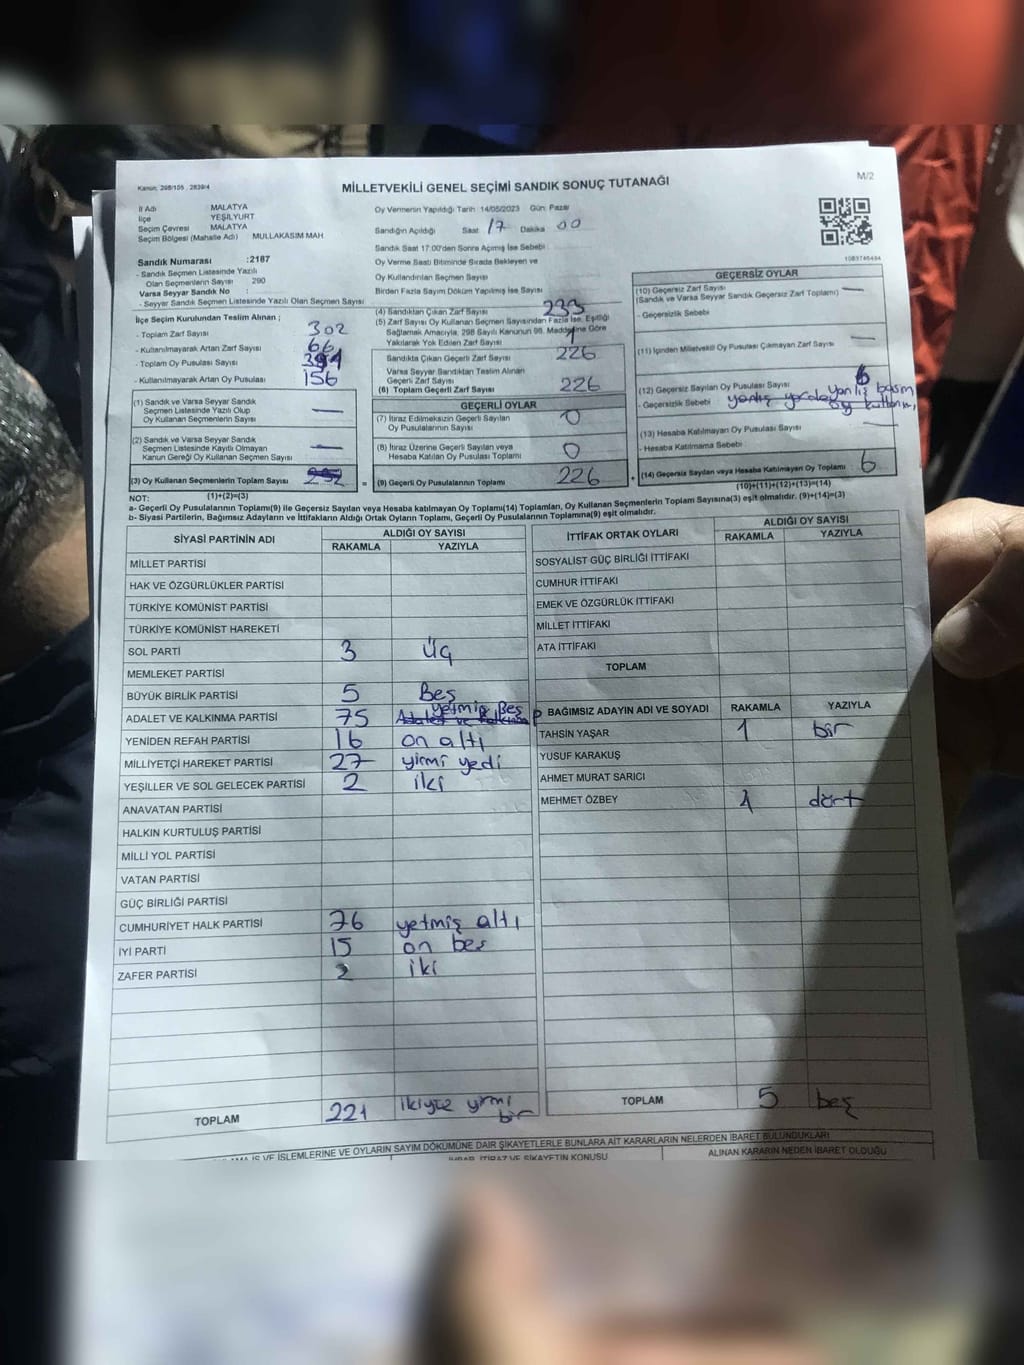 Kanun: 298/105 , 2839/4
MİLLETVEKİLİ GENEL SEÇİMİ SANDIK SONUÇ TUTANAĞI
M/2
İl Adı MALATYA
İlçe YEŞİLYURT
Seçim Çevresi MALATYA
Seçim Bölgesi (Mahalle Adı) : MULLAKASIM MAH.
Sandık Numarası :2187
- Sandık Seçmen Listesinde Yazılı
Olan Seçmenlerin Sayısı : 290
Varsa Seyyar Sandık No :
- Seyyar Sandık Seçmen Listesinde Yazılı Olan Seçmen Sayısı
Oy Vermenin Yapıldığı Tarih 14/05/2023 Gün: Pazar
Sandığın Açıldığı Saat 17 Dakika 00
Sandık Saat 17:00'den Sonra Açılmış İse Sebebi :
Oy Verme Saati Bitiminde Sırada Bekleyen ve
Oy Kullandırılan Seçmen Sayısı
Birden Fazla Sayım Döküm Yapılmış İse Sayısı
İlçe Seçim Kurulundan Teslim Alınan ;
- Toplam Zarf Sayısı 302
- Kullanılmayarak Artan Zarf Sayısı 66
- Toplam Oy Pusulası Sayısı
- Kullanılmayarak Artan Oy Pusulası 156
(1) Sandık ve Varsa Seyyar Sandık
Seçmen Listesinde Yazılı Olup
Oy Kullanan Seçmenlerin Sayısı —
(2) Sandık ve Varsa Seyyar Sandık
Seçmen Listesinde Kayıtlı Olmayan
Kanun Gereği Oy Kullanan Seçmen Sayısı —
(3) Oy Kullanan Seçmenlerin Toplam Sayısı 232 =
(1)+(2)=(3)
(4) Sandıktan Çıkan Zarf Sayısı 233
(5) Zarf Sayısı Oy Kullanan Seçmen Sayısından Fazla İse, Eşitliği
Sağlamak Amacıyla, 298 Sayılı Kanunun 98. Maddesine Göre
Yakılarak Yok Edilen Zarf Sayısı 1
Sandıkta Çıkan Geçerli Zarf Sayısı 226
Varsa Seyyar Sandıktan Teslim Alınan
Geçerli Zarf Sayısı
(6) Toplam Geçerli Zarf Sayısı 226
GEÇERLİ OYLAR
(7) İtiraz Edilmeksizin Geçerli Sayılan
Oy Pusulalarının Sayısı 0
(8) İtiraz Üzerine Geçerli Sayılan veya
Hesaba Katılan Oy Pusulası Toplamı 0
(9) Geçerli Oy Pusulalarının Toplamı 226 +
1083746494
GEÇERSİZ OYLAR
(10) Geçersiz Zarf Sayısı —
(Sandık ve Varsa Seyyar Sandık Geçersiz Zarf Toplamı)
- Geçersizlik Sebebi :
(11) İçinden Milletvekili Oy Pusulası Çıkmayan Zarf Sayısı —
(12) Geçersiz Sayılan Oy Pusulası Sayısı 6
- Geçersizlik Sebebi : yanlış yerde yanlış basım
oy kullanımı
(13) Hesaba Katılmayan Oy Pusulası Sayısı —
- Hesaba Katılmama Sebebi :
(14) Geçersiz Sayılan veya Hesaba Katılmayan Oy Toplamı 6
(10)+(11)+(12)+(13)=(14)
NOT:
a- Geçerli Oy Pusulaları Toplamı(9) ile Geçersiz Sayılan veya Hesaba katılmayan Oy Toplamı(14) Toplamları, Oy Kullanan Seçmenlerin Toplam Sayısına(3) eşit olmalıdır. (9)+(14)=(3)
b- Siyasi Partilerin, Bağımsız Adayların ve İttifakların Aldığı Ortak Oyların Toplamı, Geçerli Oy Pusulalarının Toplamına(9) eşit olmalıdır.
SİYASİ PARTİNİN ADI ALDIĞI OY SAYISI
RAKAMLA YAZIYLA
MİLLET PARTİSİ
HAK VE ÖZGÜRLÜKLER PARTİSİ
TÜRKİYE KOMÜNİST PARTİSİ
TÜRKİYE KOMÜNİST HAREKETİ
SOL PARTİ 3 üç
MEMLEKET PARTİSİ
BÜYÜK BİRLİK PARTİSİ 5 Beş
ADALET VE KALKINMA PARTİSİ 75 yetmiş Beş Adalet ve Kalkınma P
YENİDEN REFAH PARTİSİ 16 on altı
MİLLİYETÇİ HAREKET PARTİSİ 27 yirmi yedi
YEŞİLLER VE SOL GELECEK PARTİSİ 2 iki
ANAVATAN PARTİSİ
HALKIN KURTULUŞ PARTİSİ
MİLLİ YOL PARTİSİ
VATAN PARTİSİ
GÜÇ BİRLİĞİ PARTİSİ
CUMHURİYET HALK PARTİSİ 76 yetmiş altı
İYİ PARTİ 15 on beş
ZAFER PARTİSİ 2 iki
TOPLAM 221 ikiyüz yirmi
bir
İTTİFAK ORTAK OYLARI ALDIĞI OY SAYISI
RAKAMLA YAZIYLA
SOSYALİST GÜÇ BİRLİĞİ İTTİFAKI
CUMHUR İTTİFAKI
EMEK VE ÖZGÜRLÜK İTTİFAKI
MİLLET İTTİFAKI
ATA İTTİFAKI
TOPLAM
BAĞIMSIZ ADAYIN ADI VE SOYADI RAKAMLA YAZIYLA
TAHSİN YAŞAR 1 bir
YUSUF KARAKUŞ
AHMET MURAT SARICI
MEHMET ÖZBEY 4 dört
TOPLAM 5 beş
İŞ VE İŞLEMLERİNE VE OYLARIN SAYIM DÖKÜMÜNE DAİR ŞİKAYETLERLE BUNLARA AİT KARARLARIN NELERDEN İBARET BULUNDUKLARI
İHBAR, İTİRAZ VE ŞİKAYETİN KONUSU
ALINAN KARARIN NEDEN İBARET OLDUĞU